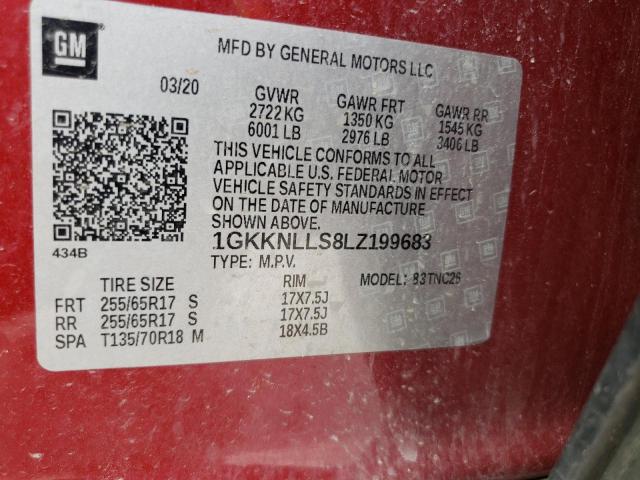 GM
MFD BY GENERAL MOTORS LLC
03/20 GVWR GAWR FRT GAWR RR
2722 KG 1350 KG 1545 KG
6001 LB 2976 LB 3406 LB
THIS VEHICLE CONFORMS TO ALL
APPLICABLE U.S. FEDERAL MOTOR
VEHICLE SAFETY STANDARDS IN EFFECT
ON THE DATE OF MANUFACTURE
SHOWN ABOVE.
434B 1GKKNLLS8LZ199683
TYPE: M.P.V. MODEL: 83TNC26
TIRE SIZE RIM
FRT 255/65R17 S 17X7.5J
RR 255/65R17 S 17X7.5J
SPA T135/70R18 M 18X4.5B